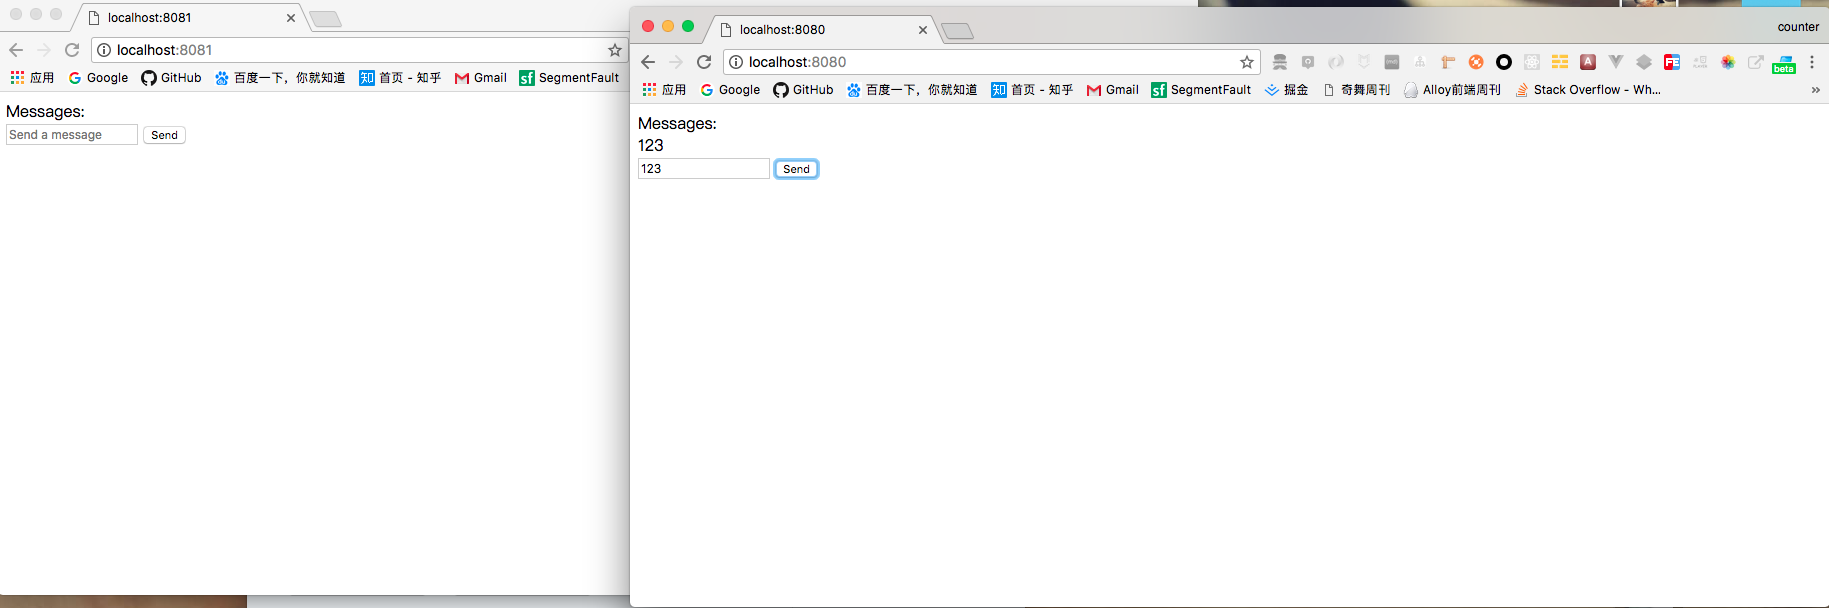 localhost:8081
localhost:8081
应用 Google GitHub 百度一下，你就知道 知 首页 - 知乎 Gmail sf SegmentFault
Messages:
Send a message Send
localhost:8080
counter
localhost:8080
A FE beta
应用 Google GitHub 百度一下，你就知道 知 首页 - 知乎 Gmail sf SegmentFault 掘金 奇舞周刊 Alloy前端周刊 Stack Overflow - Wh... »
Messages:
123
123 Send